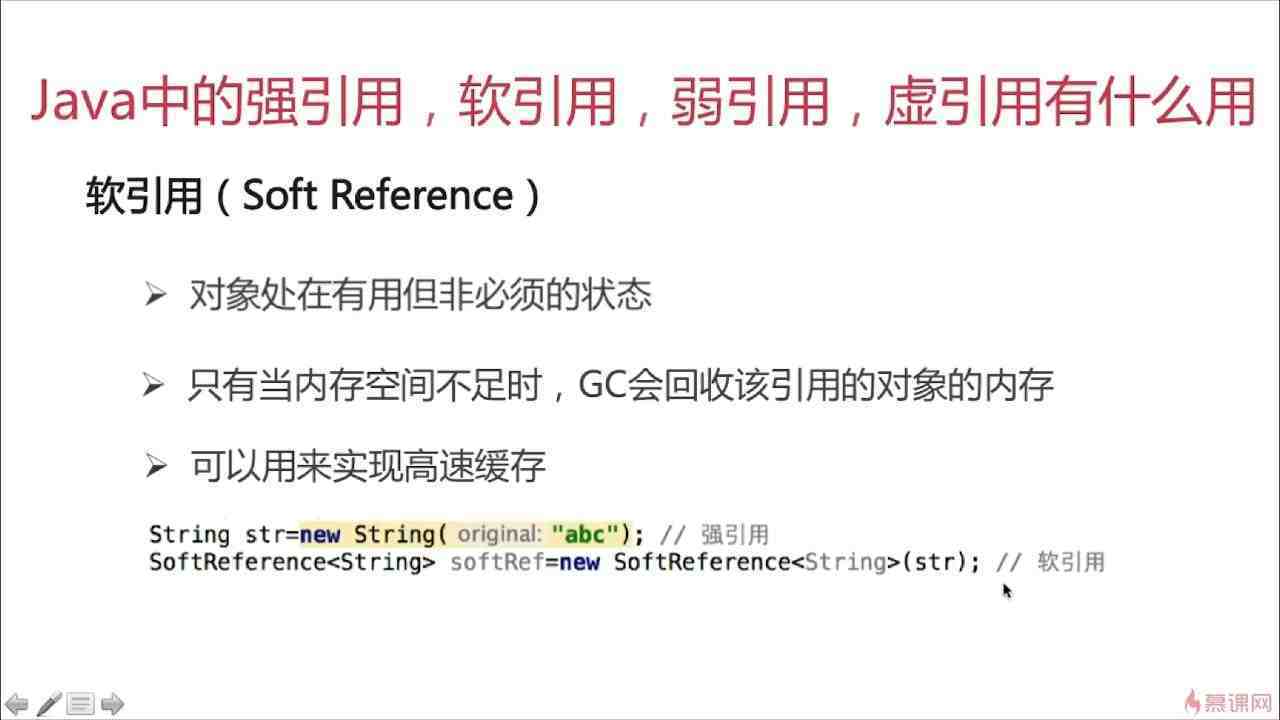 Java中的强引用，软引用，弱引用，虚引用有什么用
软引用（Soft Reference）
对象处在有用但非必须的状态
只有当内存空间不足时，GC会回收该引用的对象的内存
可以用来实现高速缓存
String str=new String( original: "abc"); // 强引用
SoftReference<String> softRef=new SoftReference<String>(str); // 软引用
慕课网